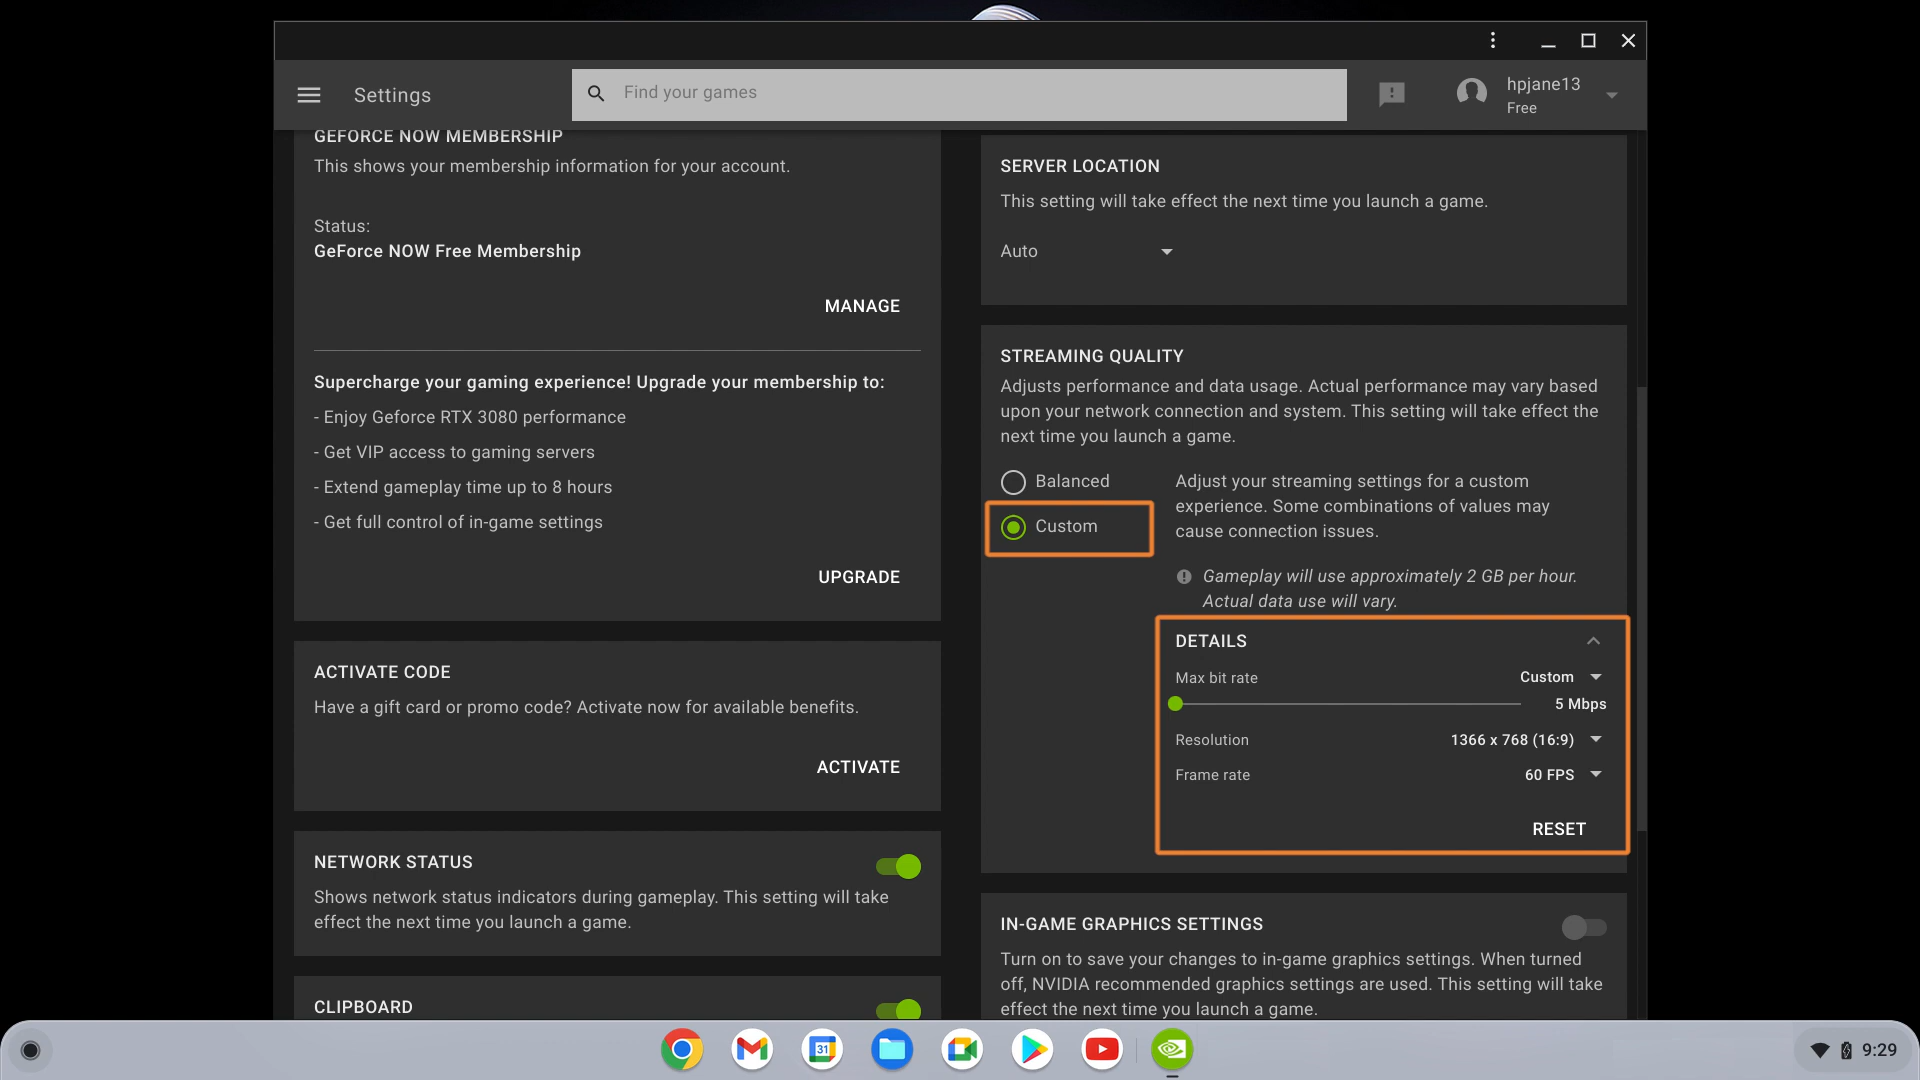 Settings
Find your games
hpjane13
Free
GEFORCE NOW MEMBERSHIP
This shows your membership information for your account.
Status:
GeForce NOW Free Membership
MANAGE
Supercharge your gaming experience! Upgrade your membership to:
- Enjoy Geforce RTX 3080 performance
- Get VIP access to gaming servers
- Extend gameplay time up to 8 hours
- Get full control of in-game settings
UPGRADE
ACTIVATE CODE
Have a gift card or promo code? Activate now for available benefits.
ACTIVATE
NETWORK STATUS
Shows network status indicators during gameplay. This setting will take
effect the next time you launch a game.
CLIPBOARD
SERVER LOCATION
This setting will take effect the next time you launch a game.
Auto
STREAMING QUALITY
Adjusts performance and data usage. Actual performance may vary based
upon your network connection and system. This setting will take effect the
next time you launch a game.
Balanced
Custom
Adjust your streaming settings for a custom
experience. Some combinations of values may
cause connection issues.
Gameplay will use approximately 2 GB per hour.
Actual data use will vary.
DETAILS
Max bit rate Custom
5 Mbps
Resolution 1366 x 768 (16:9)
Frame rate 60 FPS
RESET
IN-GAME GRAPHICS SETTINGS
Turn on to save your changes to in-game graphics settings. When turned
off, NVIDIA recommended graphics settings are used. This setting will take
effect the next time you launch a game.
31
9:29